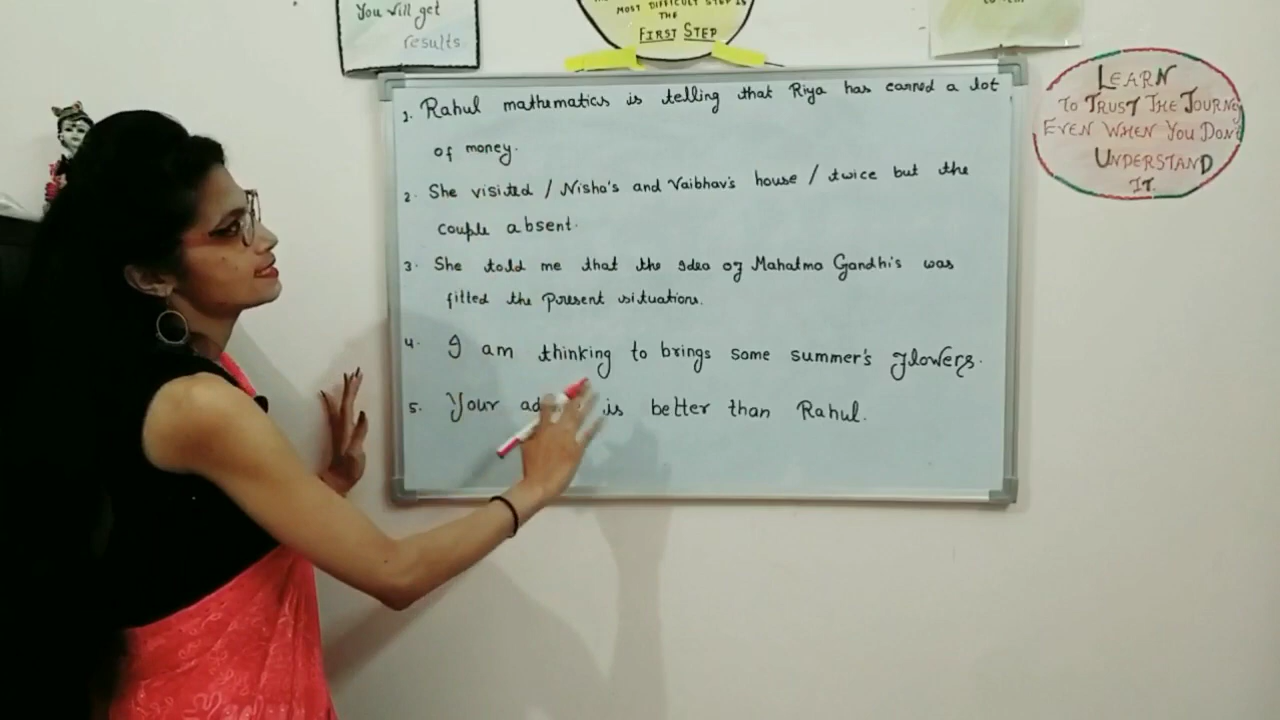 You will get
results.
MOST DIFFICULT STEP IS
THE
FIRST STEP
LEARN
TO TRUST THE JOURNEY
EVEN WHEN YOU DON'T
UNDERSTAND
IT.
1. Rahul mathematics is telling that Riya has earned a lot
of money.
2. She visited / Nisha's and Vaibhav's house / twice but the
couple absent.
3. She told me that the idea of Mahatma Gandhi's was
fitted the present situations.
4. I am thinking to brings some summer's flowers.
5. Your is better than Rahul.